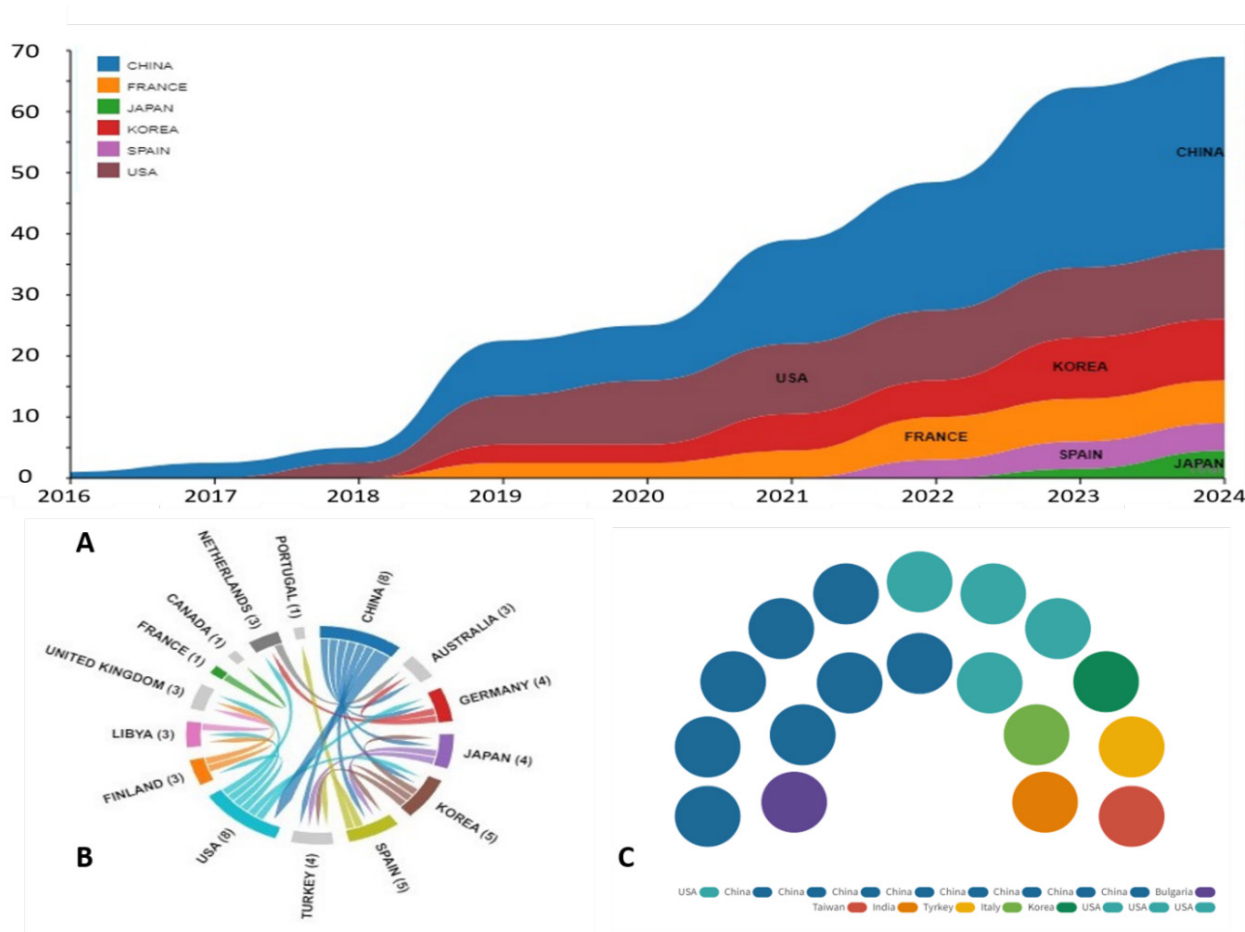 70
60
50
40
30
20
10
0
CHINA
FRANCE
JAPAN
KOREA
SPAIN
USA
CHINA
USA
KOREA
FRANCE
SPAIN
JAPAN
2016 2017 2018 2019 2020 2021 2022 2023 2024
A
NETHERLANDS (3)
PORTUGAL (1)
CHINA (8)
AUSTRALIA (3)
GERMANY (4)
JAPAN (4)
KOREA (5)
SPAIN (5)
TURKEY (4)
USA (8)
FINLAND (3)
LIBYA (3)
UNITED KINGDOM (3)
FRANCE (1)
CANADA (1)
B
C
USA China China China China China China China China Bulgaria
Taiwan India Tyrkey Italy Korea USA USA USA